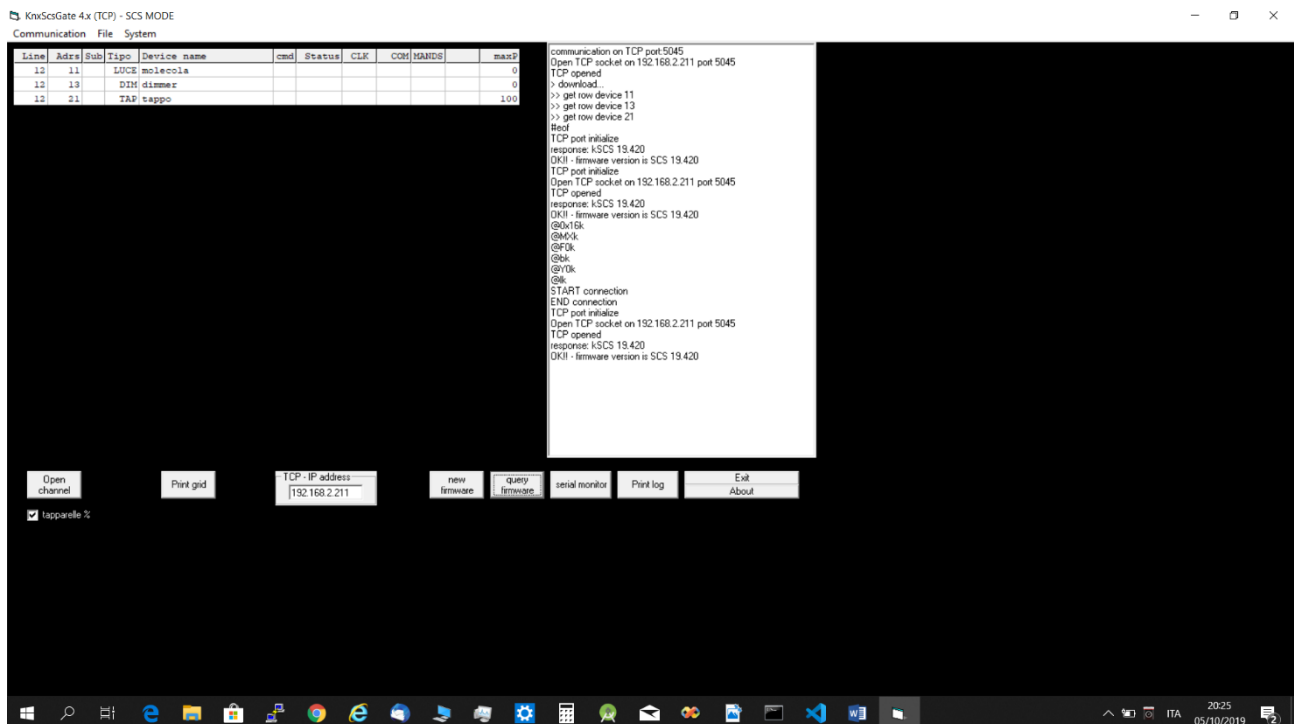 KnxScsGate 4.x (TCP) - SCS MODE
Communication File System
Line Adrs Sub Tipo Device name cmd Status CLK COM MANDS maxP
12 11 LUCE molecola 0
12 13 DIM dimmer 0
12 21 TAP tappo 100
communication on TCP port:5045
Open TCP socket on 192.168.2.211 port 5045
TCP opened
> download...
>> get row device 11
>> get row device 13
>> get row device 21
#eof
TCP port initialize
response: kSCS 19.420
OK!! - firmware version is SCS 19.420
TCP port initialize
Open TCP socket on 192.168.2.211 port 5045
TCP opened
response: kSCS 19.420
OK!! - firmware version is SCS 19.420
@0x16k
@MXk
@F0k
@bk
@Y0k
@lk
START connection
END connection
TCP port initialize
Open TCP socket on 192.168.2.211 port 5045
TCP opened
response: kSCS 19.420
OK!! - firmware version is SCS 19.420
Open channel
Print grid
TCP - IP address
192.168.2.211
new firmware
query firmware
serial monitor
Print log
Exit
About
tapparelle %
ITA
20:25
05/10/2019